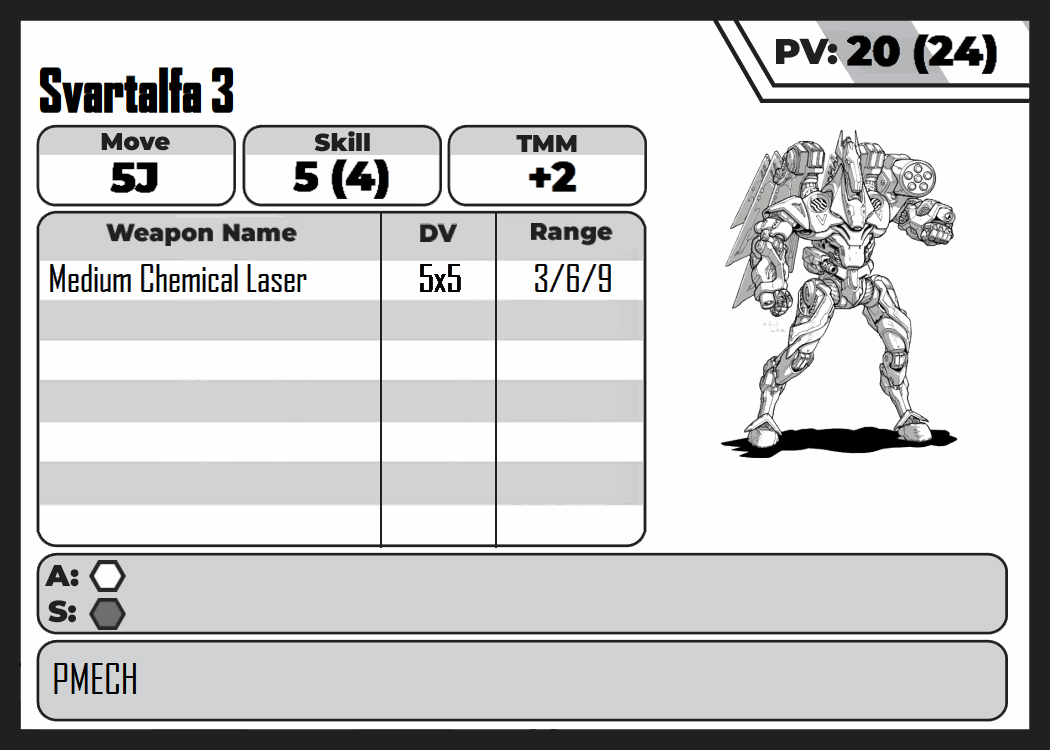 PV: 20 (24)
Svartalfa 3
Move Skill TMM
5J 5 (4) +2
Weapon Name DV Range
Medium Chemical Laser 5x5 3/6/9
A:
S:
PMECH